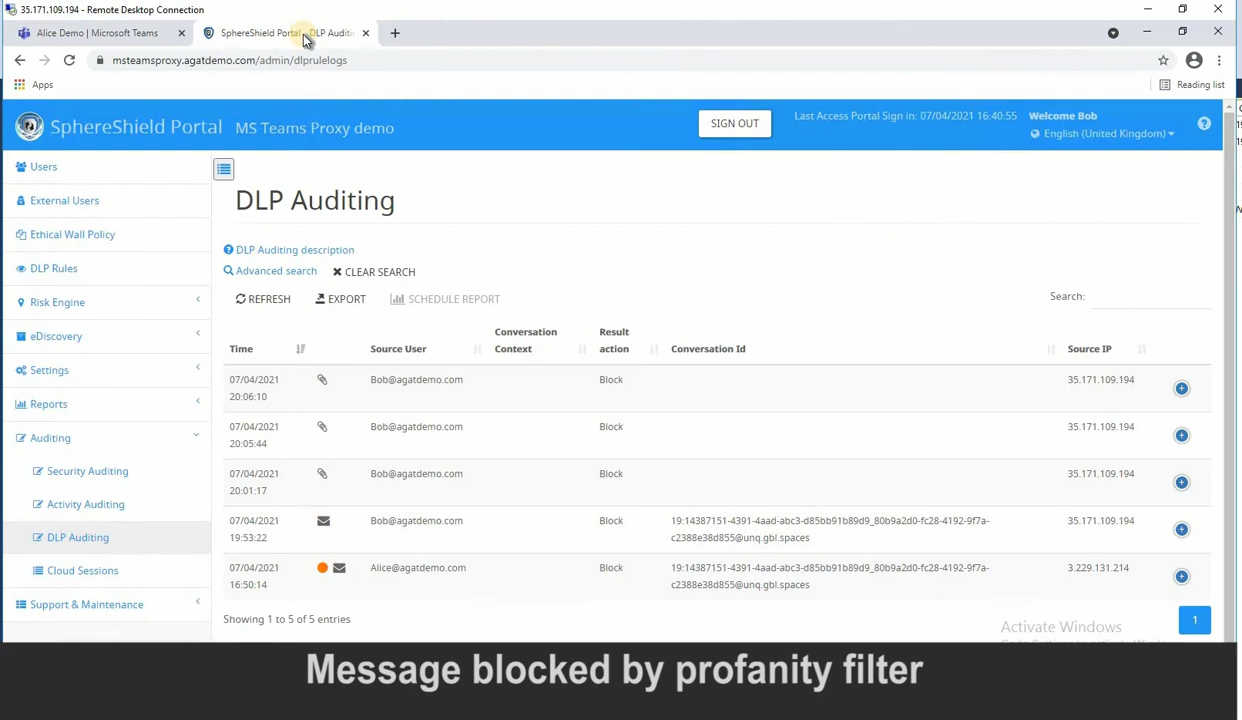 35.171.109.194 - Remote Desktop Connection
Alice Demo | Microsoft Teams
SphereShield Portal - DLP Auditi
msteamsproxy.agatdemo.com/admin/dlprulelogs
Apps
Reading list
SphereShield Portal MS Teams Proxy demo
SIGN OUT
Last Access Portal Sign in: 07/04/2021 16:40:55
Welcome Bob
English (United Kingdom)
Users
External Users
Ethical Wall Policy
DLP Rules
Risk Engine
eDiscovery
Settings
Reports
Auditing
Security Auditing
Activity Auditing
DLP Auditing
Cloud Sessions
Support & Maintenance
DLP Auditing
DLP Auditing description
Advanced search CLEAR SEARCH
REFRESH EXPORT SCHEDULE REPORT
Search:
Time Source User Conversation Context Result action Conversation Id Source IP
07/04/2021 20:06:10 Bob@agatdemo.com Block 35.171.109.194
07/04/2021 20:05:44 Bob@agatdemo.com Block 35.171.109.194
07/04/2021 20:01:17 Bob@agatdemo.com Block 35.171.109.194
07/04/2021 19:53:22 Bob@agatdemo.com Block 19:14387151-4391-4aad-abc3-d85bb91b89d9_80b9a2d0-fc28-4192-9f7a-c2388e38d855@unq.gbl.spaces 35.171.109.194
07/04/2021 16:50:14 Alice@agatdemo.com Block 19:14387151-4391-4aad-abc3-d85bb91b89d9_80b9a2d0-fc28-4192-9f7a-c2388e38d855@unq.gbl.spaces 3.229.131.214
Showing 1 to 5 of 5 entries
1
Activate Windows
Message blocked by profanity filter